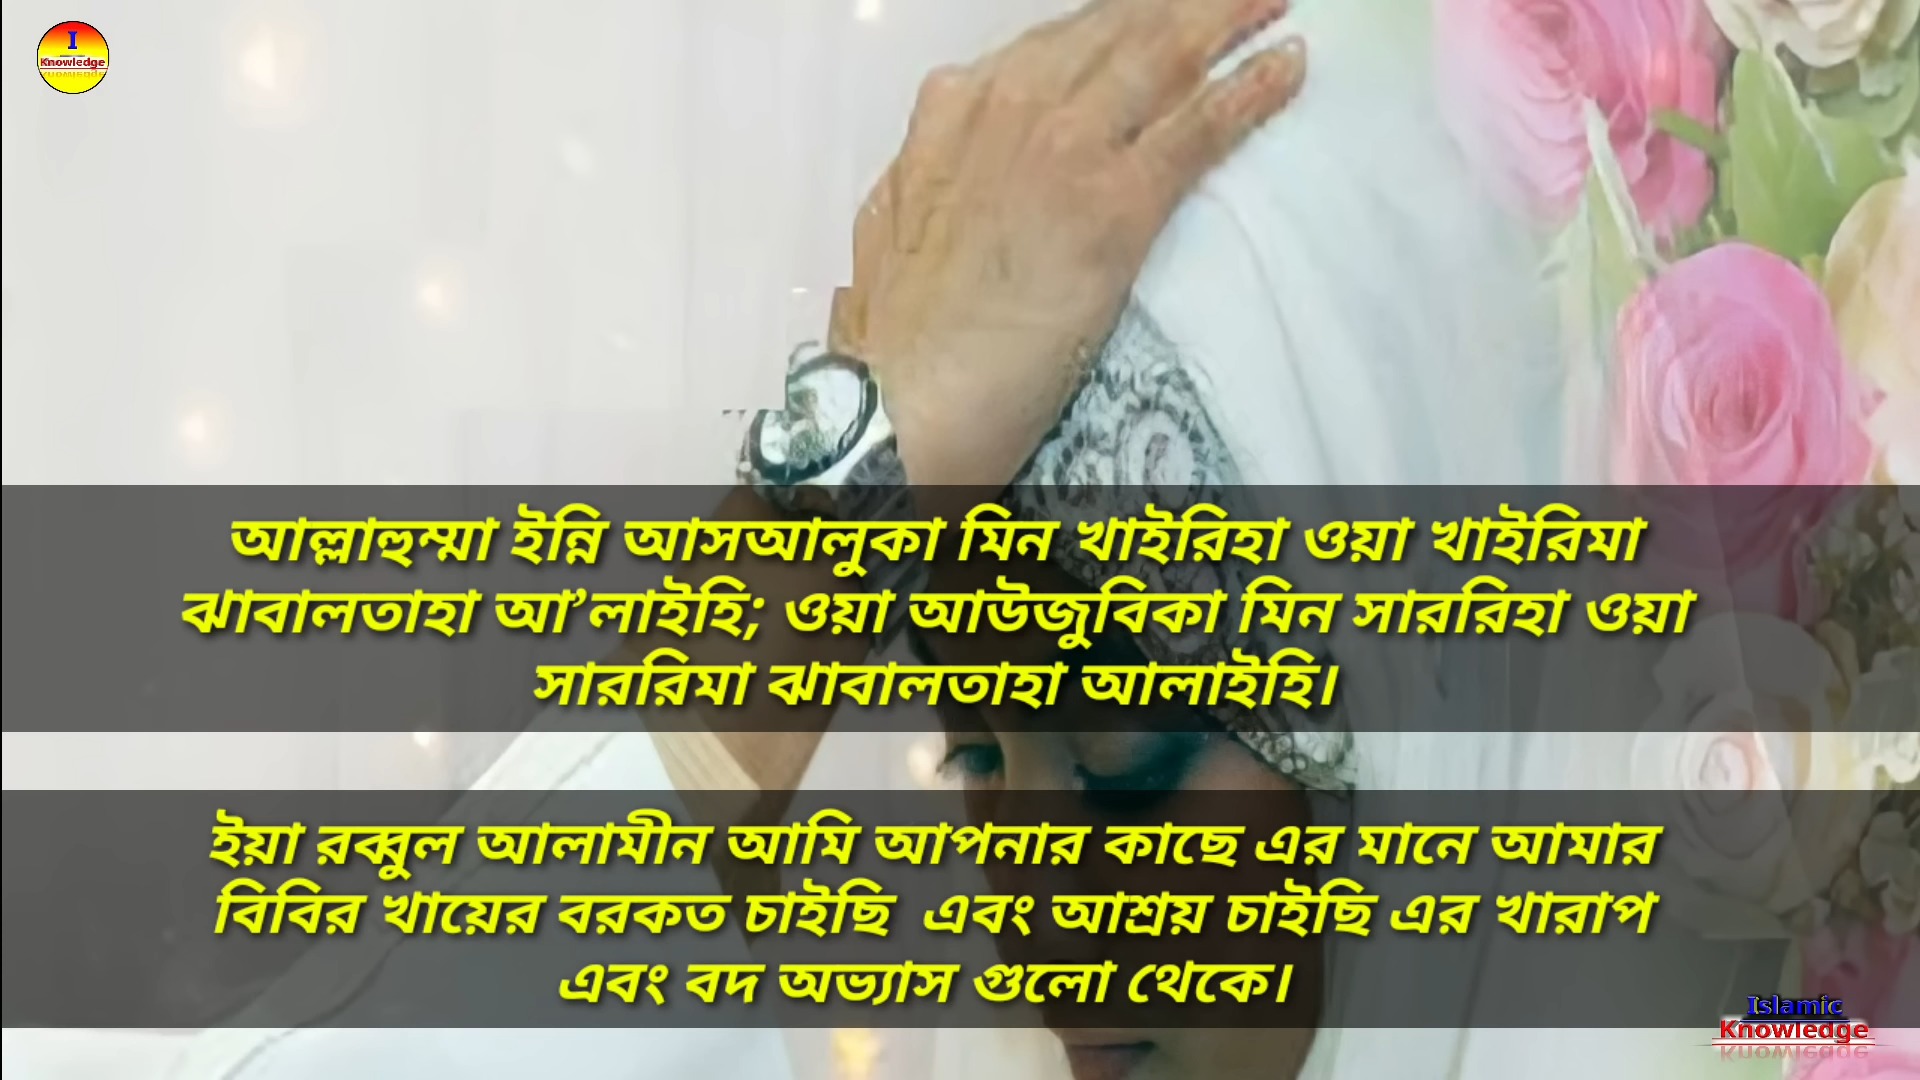 I
Knowledge
আল্লাহুম্মা ইন্নি আসআলুকা মিন খাইরিহা ওয়া খাইরিমা
ঝাবালতাহা আ’লাইহি; ওয়া আউজুবিকা মিন সাররিহা ওয়া
সাররিমা ঝাবালতাহা আলাইহি।
ইয়া রব্বুল আলামীন আমি আপনার কাছে এর মানে আমার
বিবির খায়ের বরকত চাইছি এবং আশ্রয় চাইছি এর খারাপ
এবং বদ অভ্যাস গুলো থেকে।
Islamic
Knowledge